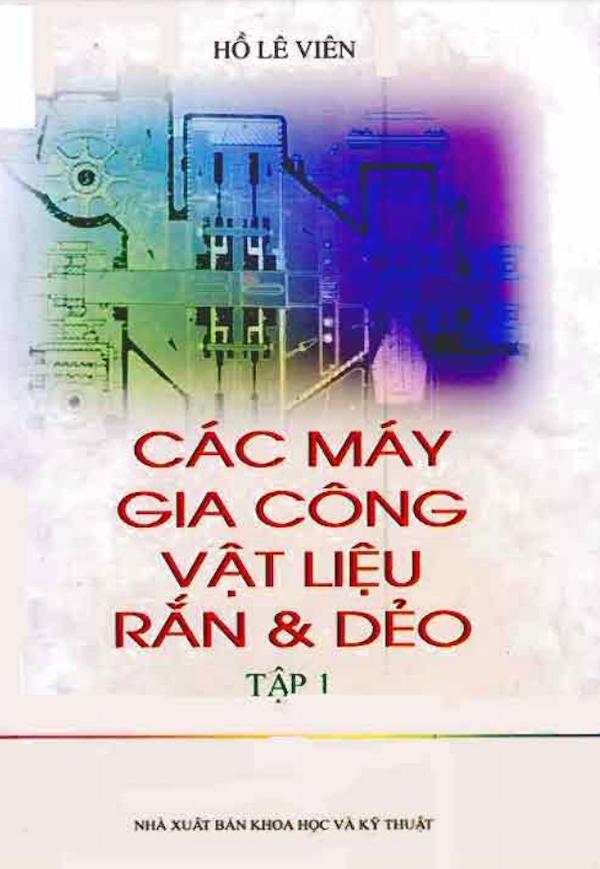 HỒ LÊ VIÊN
CÁC MÁY
GIA CÔNG
VẬT LIỆU
RẮN & DẺO
TẬP 1
NHÀ XUẤT BẢN KHOA HỌC VÀ KỸ THUẬT